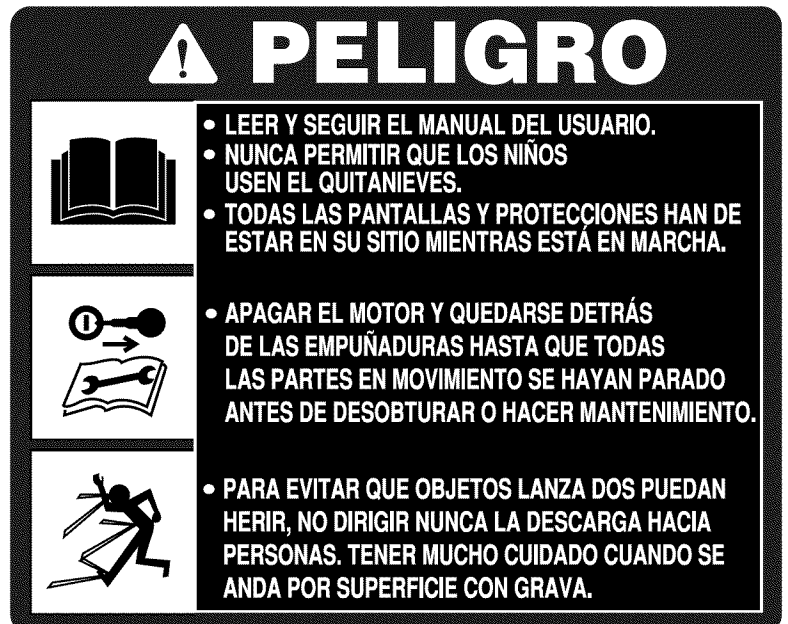 PELIGRO
• LEER Y SEGUIR EL MANUAL DEL USUARIO.
• NUNCA PERMITIR QUE LOS NIÑOS
USEN EL QUITANIEVES.
• TODAS LAS PANTALLAS Y PROTECCIONES HAN DE
ESTAR EN SU SITIO MIENTRAS ESTÁ EN MARCHA.
• APAGAR EL MOTOR Y QUEDARSE DETRÁS
DE LAS EMPUÑADURAS HASTA QUE TODAS
LAS PARTES EN MOVIMIENTO SE HAYAN PARADO
ANTES DE DESOBTURAR O HACER MANTENIMIENTO.
• PARA EVITAR QUE OBJETOS LANZA DOS PUEDAN
HERIR, NO DIRIGIR NUNCA LA DESCARGA HACIA
PERSONAS. TENER MUCHO CUIDADO CUANDO SE
ANDA POR SUPERFICIE CON GRAVA.